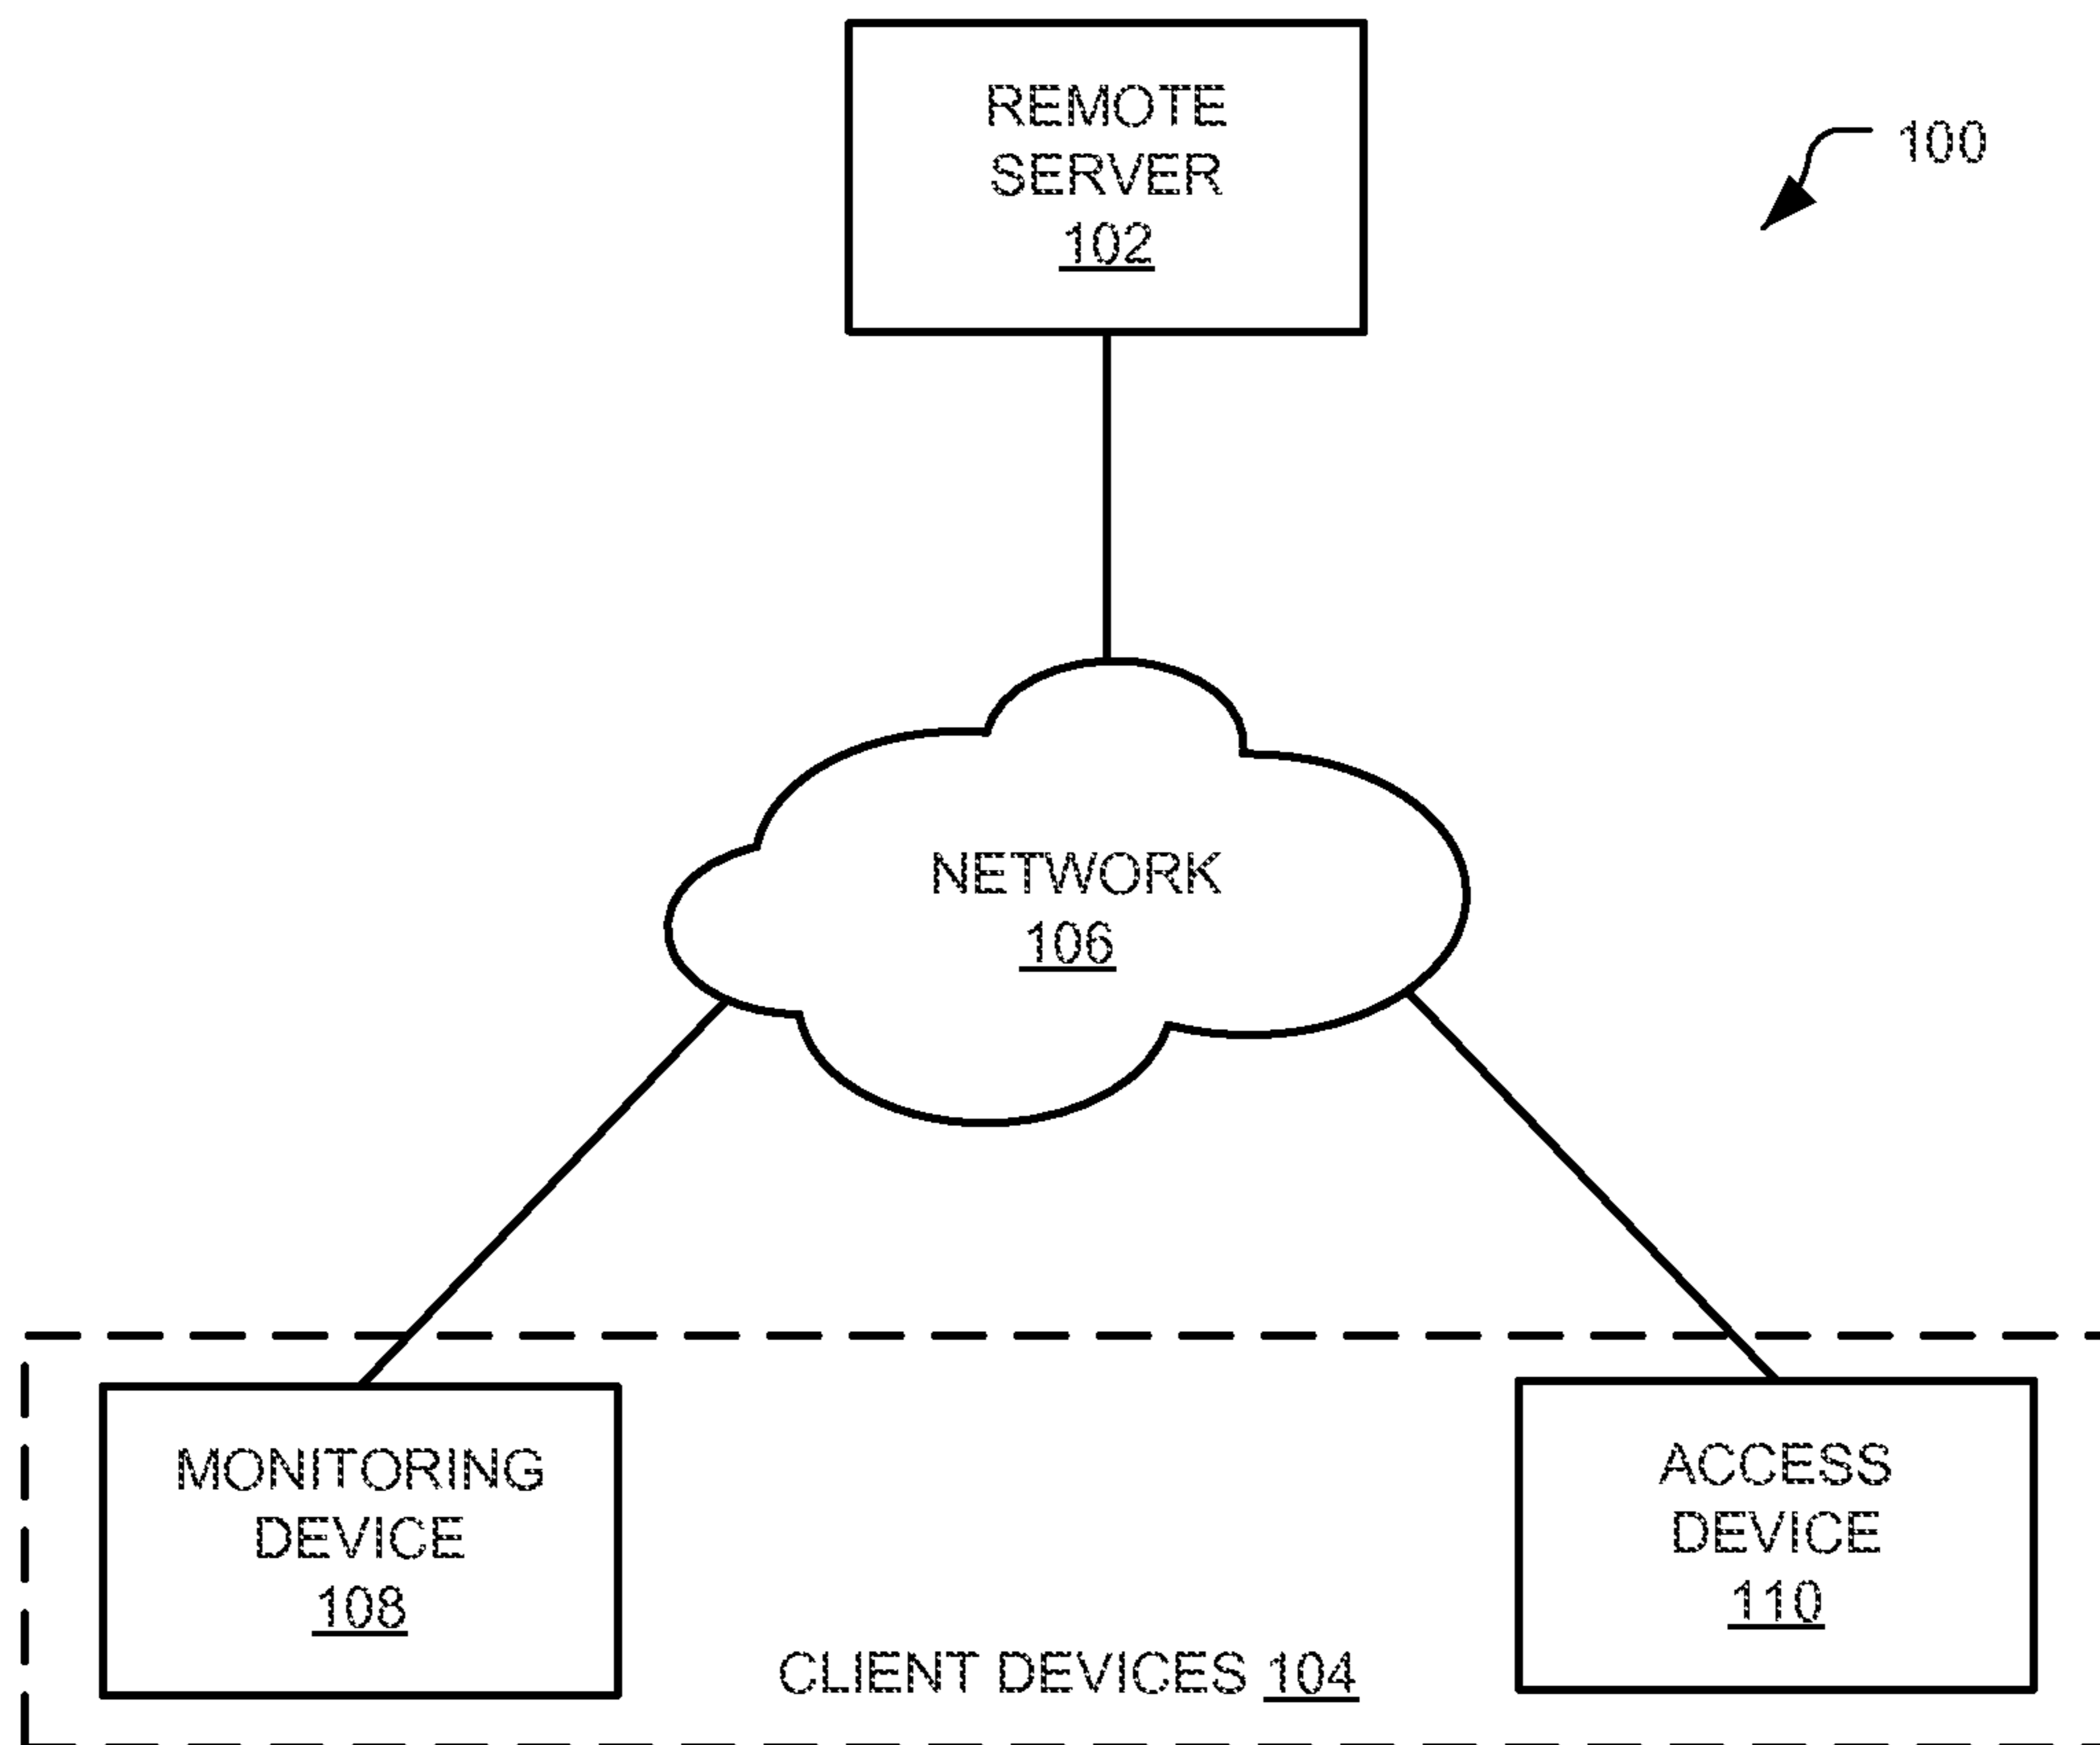 REMOTE
SERVER
102
100
NETWORK
106
MONITORING
DEVICE
108
ACCESS
DEVICE
110
CLIENT DEVICES 104